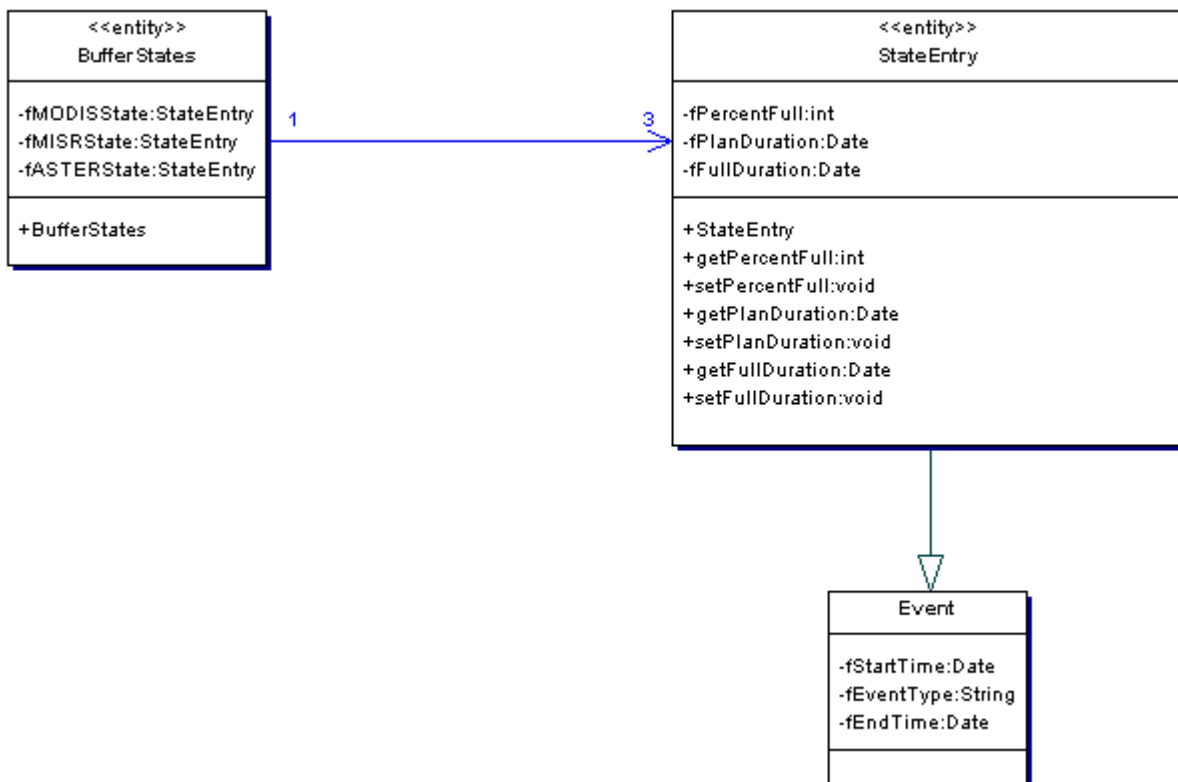 <<entity>>
BufferStates
-fMODISState:StateEntry
-fMISRState:StateEntry
-fASTERState:StateEntry
+BufferStates
1
3
<<entity>>
StateEntry
-fPercentFull:int
-fPlanDuration:Date
-fFullDuration:Date
+StateEntry
+getPercentFull:int
+setPercentFull:void
+getPlanDuration:Date
+setPlanDuration:void
+getFullDuration:Date
+setFullDuration:void
Event
-fStartTime:Date
-fEventType:String
-fEndTime:Date